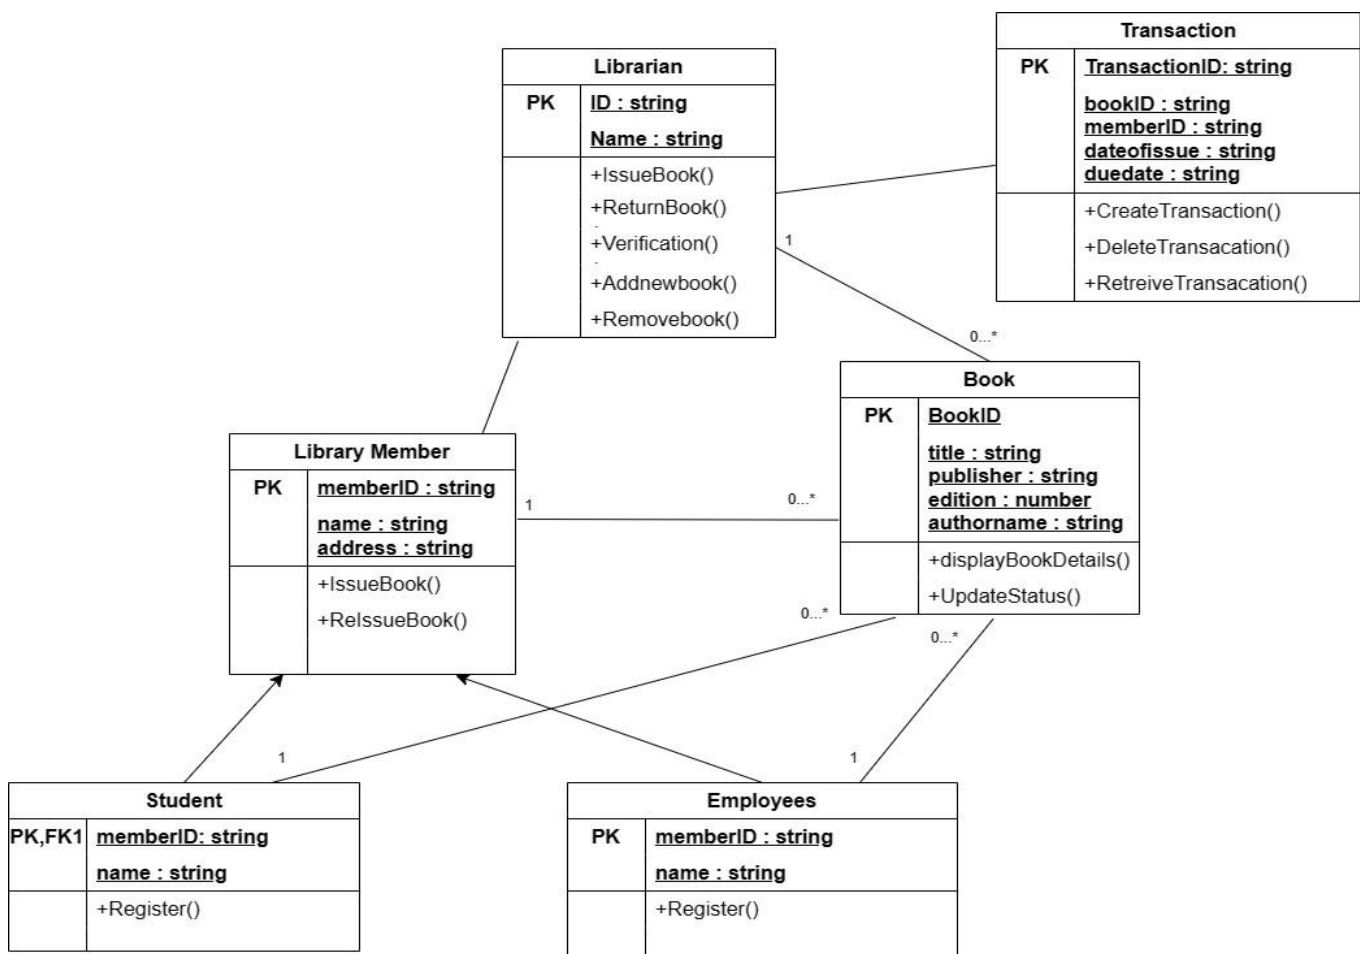 Transaction
PK
TransactionID: string
bookID : string
memberID : string
dateofissue : string
duedate : string
+CreateTransaction()
+DeleteTransacation()
+RetreiveTransacation()
Librarian
PK
ID : string
Name : string
+IssueBook()
+ReturnBook()
+Verification()
+Addnewbook()
+Removebook()
1
0...*
Book
PK
BookID
title : string
publisher : string
edition : number
authorname : string
+displayBookDetails()
+UpdateStatus()
Library Member
PK
memberID : string
name : string
address : string
+IssueBook()
+ReIssueBook()
1
0...*
0...*
0...*
1
1
Student
PK,FK1
memberID: string
name : string
+Register()
Employees
PK
memberID : string
name : string
+Register()